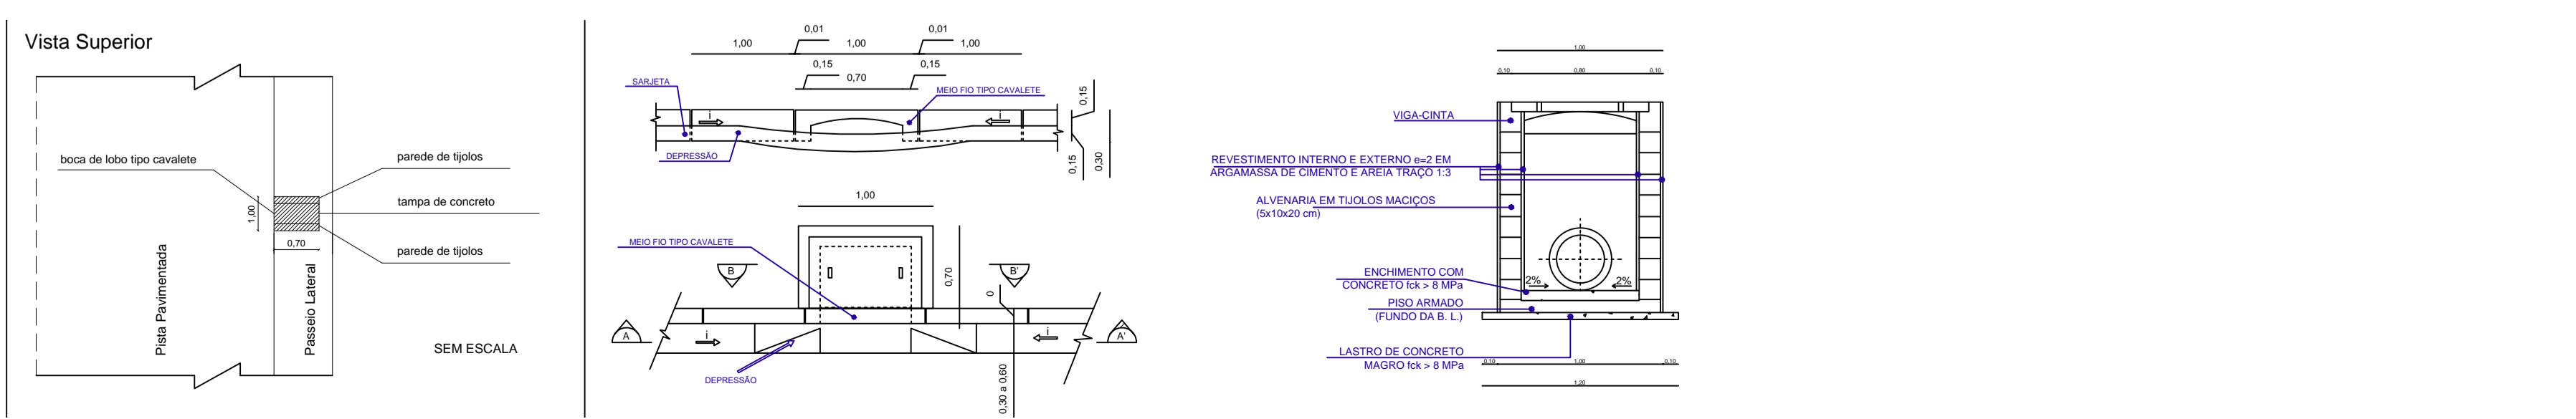 Vista Superior
boca de lobo tipo cavalete
parede de tijolos
tampa de concreto
parede de tijolos
1,00
0,70
Pista Pavimentada
Passeio Lateral
SEM ESCALA
0,01
0,01
1,00
1,00
1,00
0,15
0,70
0,15
SARJETA
MEIO FIO TIPO CAVALETE
i
i
DEPRESSÃO
0,15
0,15
0,30
1,00
MEIO FIO TIPO CAVALETE
B
B'
0,70
0
A
A'
i
i
DEPRESSÃO
0,30 a 0,60
1,00
0,10
0,80
0,10
VIGA-CINTA
REVESTIMENTO INTERNO E EXTERNO e=2 EM
ARGAMASSA DE CIMENTO E AREIA TRAÇO 1:3
ALVENARIA EM TIJOLOS MACIÇOS
(5x10x20 cm)
ENCHIMENTO COM
CONCRETO fck > 8 MPa
2%
2%
PISO ARMADO
(FUNDO DA B. L.)
LASTRO DE CONCRETO
MAGRO fck > 8 MPa
0,10
1,00
0,10
1,20